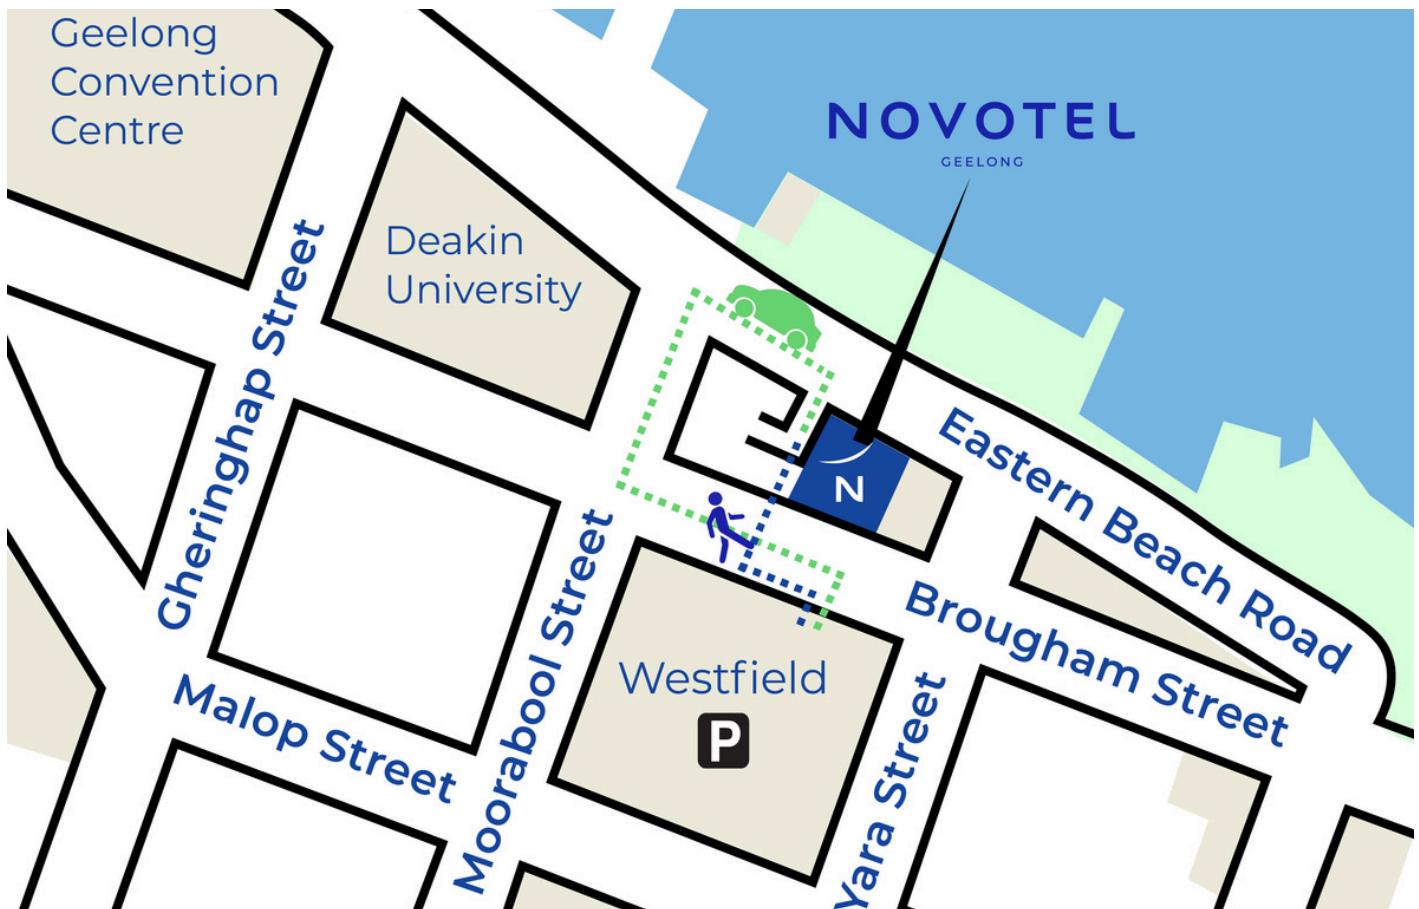 Geelong
Convention
Centre
NOVOTEL
GEELONG
Deakin
University
Gheringhap Street
Eastern Beach Road
N
Moorabool Street
Brougham Street
Westfield
P
Malop Street
Yara Street